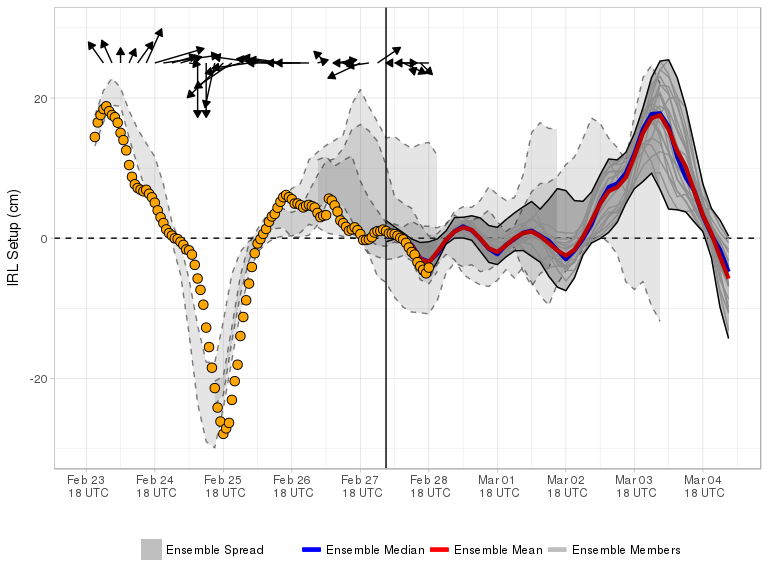 IRL Setup (cm)
20
0
-20
Feb 23 Feb 24 Feb 25 Feb 26 Feb 27 Feb 28 Mar 01 Mar 02 Mar 03 Mar 04
18 UTC 18 UTC 18 UTC 18 UTC 18 UTC 18 UTC 18 UTC 18 UTC 18 UTC 18 UTC
Ensemble Spread Ensemble Median Ensemble Mean Ensemble Members